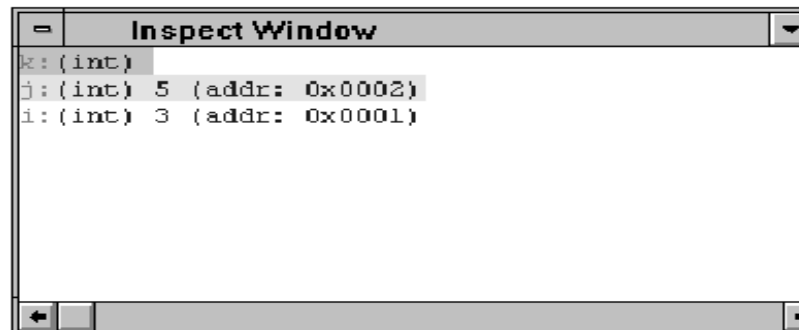 Inspect Window
k:(int)
j:(int) 5 (addr: 0x0002)
i:(int) 3 (addr: 0x0001)